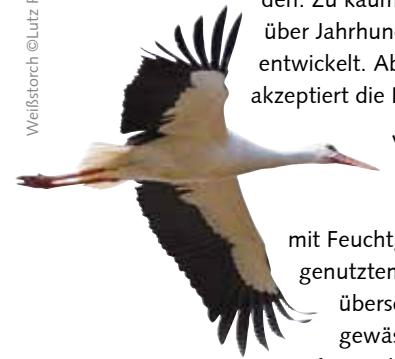 Weißstorch ©Lutz
den. Zu kaum
über Jahrhun
entwickelt. Ab
akzeptiert die
mit Feucht
genutzten
übers
gewäs